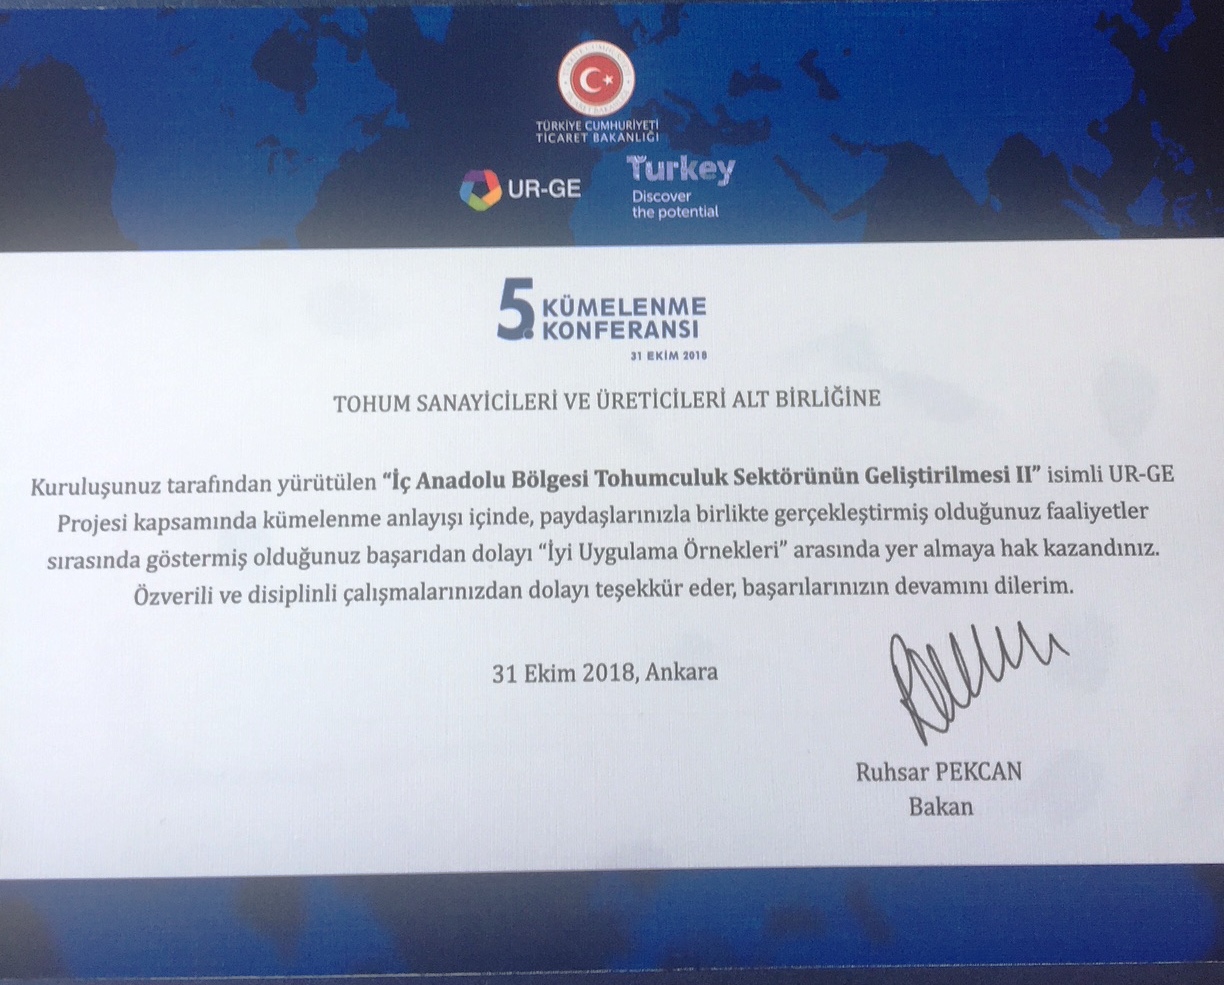 TÜRKİYE CUMHURİYETİ
TİCARET BAKANLIĞI
UR-GE
Turkey
Discover
the potential
5. KÜMELENME
KONFERANSI
31 EKİM 2018
TOHUM SANAYİCİLERİ VE ÜRETİCİLERİ ALT BİRLİĞİNE
Kuruluşunuz tarafından yürütülen “İç Anadolu Bölgesi Tohumculuk Sektörünün Geliştirilmesi II” isimli UR-GE
Projesi kapsamında kümelenme anlayışı içinde, paydaşlarınızla birlikte gerçekleştirmiş olduğunuz faaliyetler
sırasında göstermiş olduğunuz başarıdan dolayı “İyi Uygulama Örnekleri” arasında yer almaya hak kazandınız.
Özverili ve disiplinli çalışmalarınızdan dolayı teşekkür eder, başarılarınızın devamını dilerim.
31 Ekim 2018, Ankara
Ruhsar PEKCAN
Bakan